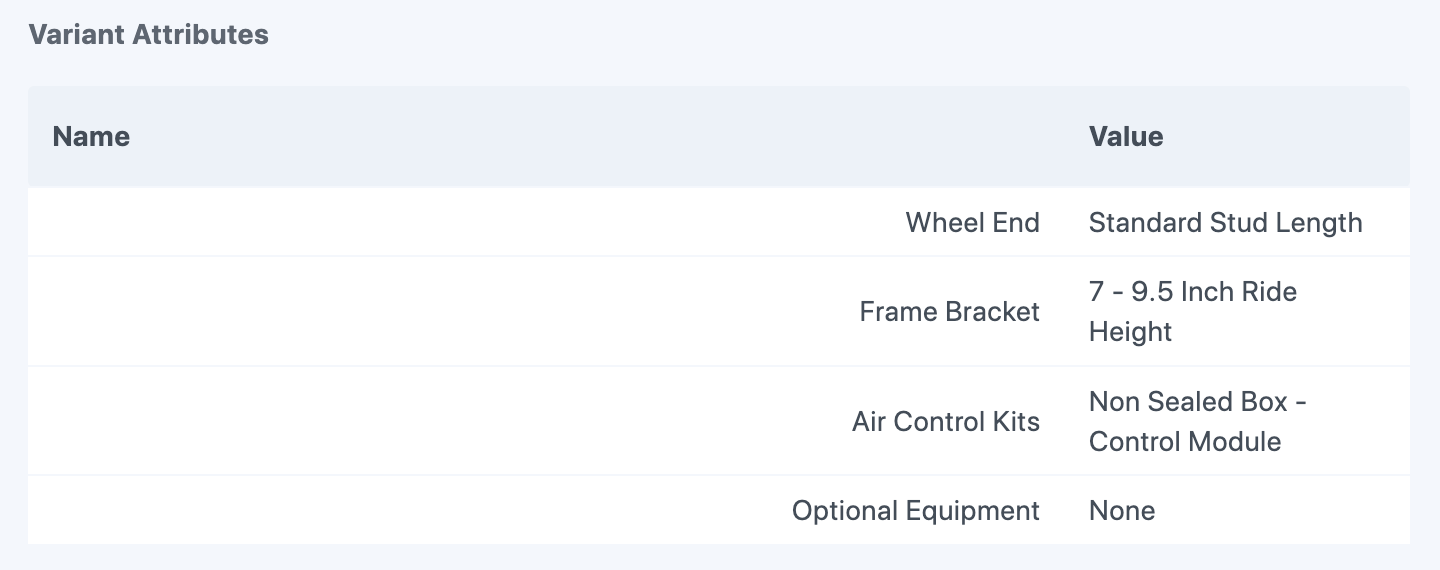 Variant Attributes
Name Value
Wheel End Standard Stud Length
Frame Bracket 7 - 9.5 Inch Ride
Height
Air Control Kits Non Sealed Box -
Control Module
Optional Equipment None